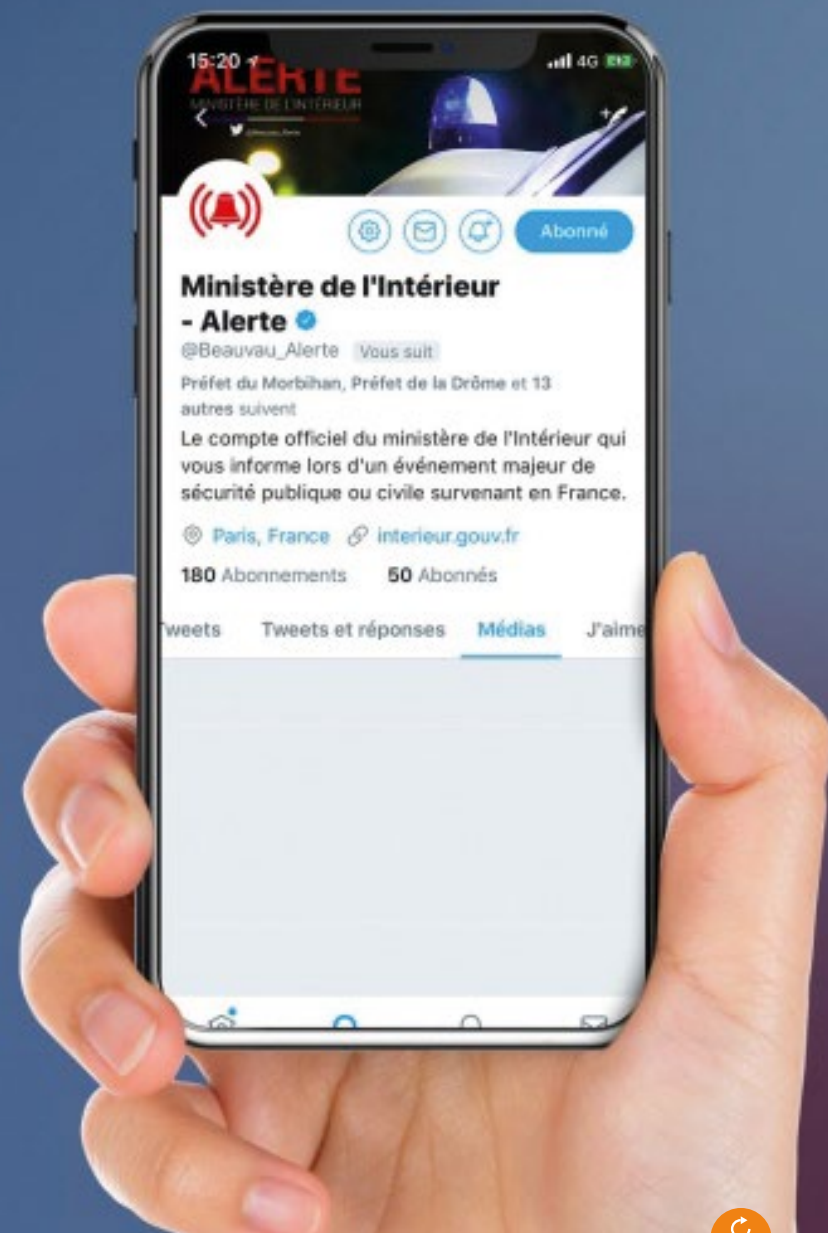 15:20
4G
ALERTE
MINISTÈRE DE L'INTÉRIEUR
Abonné
Ministère de l'Intérieur
- Alerte
@Beauvau_Alerte Vous suit
Préfet du Morbihan, Préfet de la Drôme et 13
autres suivent
Le compte officiel du ministère de l'Intérieur qui
vous informe lors d'un événement majeur de
sécurité publique ou civile survenant en France.
Paris, France interieur.gouv.fr
180 Abonnements 50 Abonnés
Tweets Tweets et réponses Médias J'aime